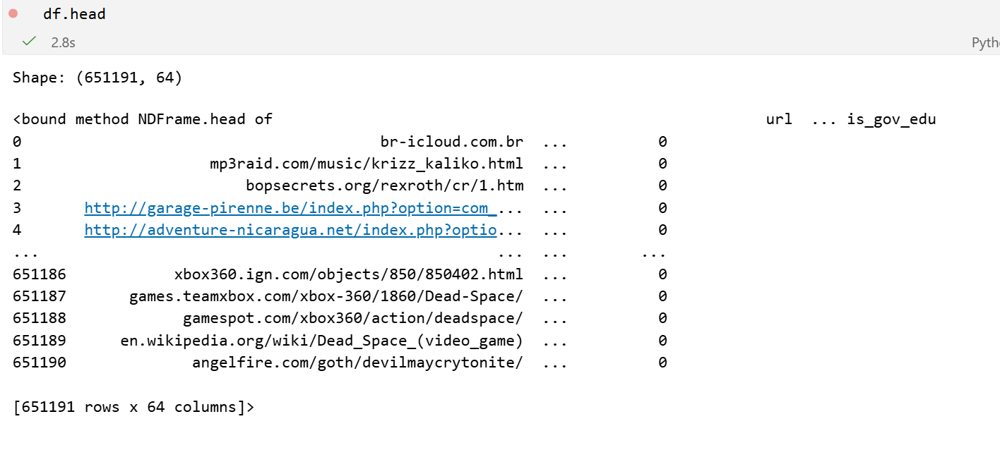 df.head
2.8s
Pyth
Shape: (651191, 64)
<bound method NDFrame.head of url ... is_gov_edu
0 br-icloud.com.br ... 0
1 mp3raid.com/music/krizz_kaliko.html ... 0
2 bopsecrets.org/rexroth/cr/1.htm ... 0
3 http://garage-pirenne.be/index.php?option=com_... ... 0
4 http://adventure-nicaragua.net/index.php?optio... ... 0
... ... ... ...
651186 xbox360.ign.com/objects/850/850402.html ... 0
651187 games.teamxbox.com/xbox-360/1860/Dead-Space/ ... 0
651188 gamespot.com/xbox360/action/deadspace/ ... 0
651189 en.wikipedia.org/wiki/Dead_Space_(video_game) ... 0
651190 angelfire.com/goth/devilmaycrytonite/ ... 0
[651191 rows x 64 columns]>